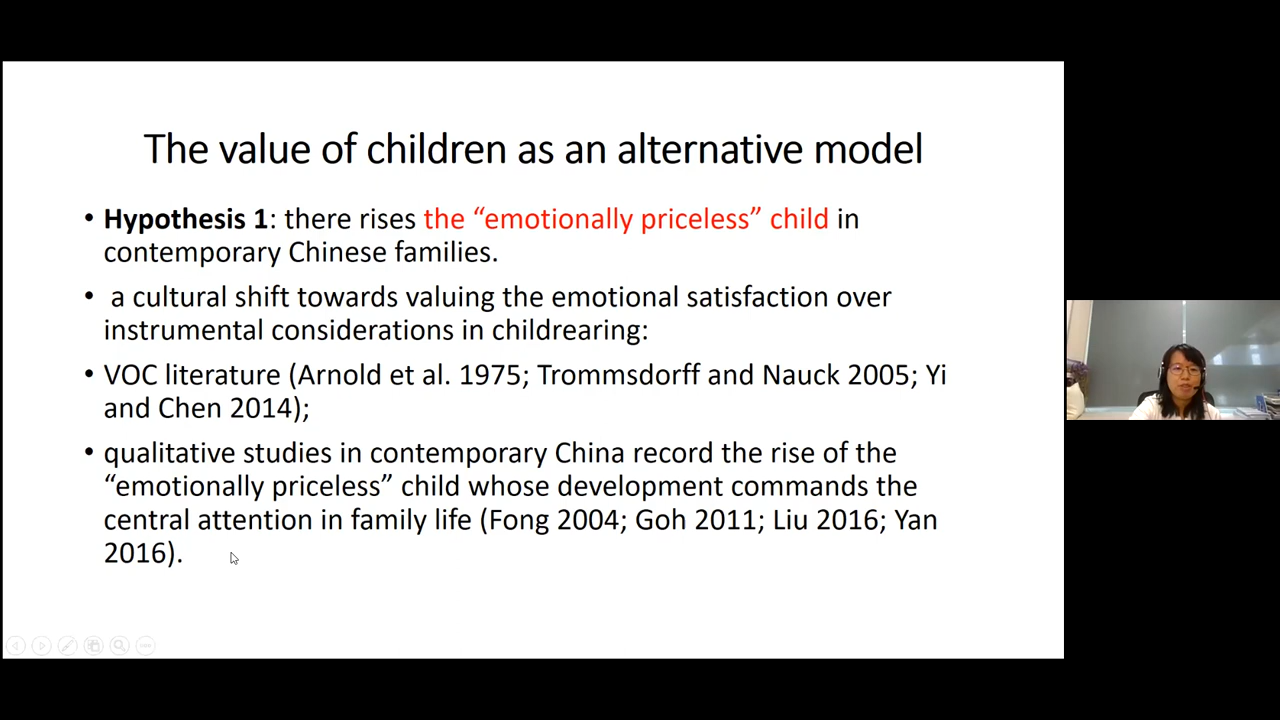 The value of children as an alternative model
• Hypothesis 1: there rises the “emotionally priceless” child in
contemporary Chinese families.
• a cultural shift towards valuing the emotional satisfaction over
instrumental considerations in childrearing:
• VOC literature (Arnold et al. 1975; Trommsdorff and Nauck 2005; Yi
and Chen 2014);
• qualitative studies in contemporary China record the rise of the
“emotionally priceless” child whose development commands the
central attention in family life (Fong 2004; Goh 2011; Liu 2016; Yan
2016).